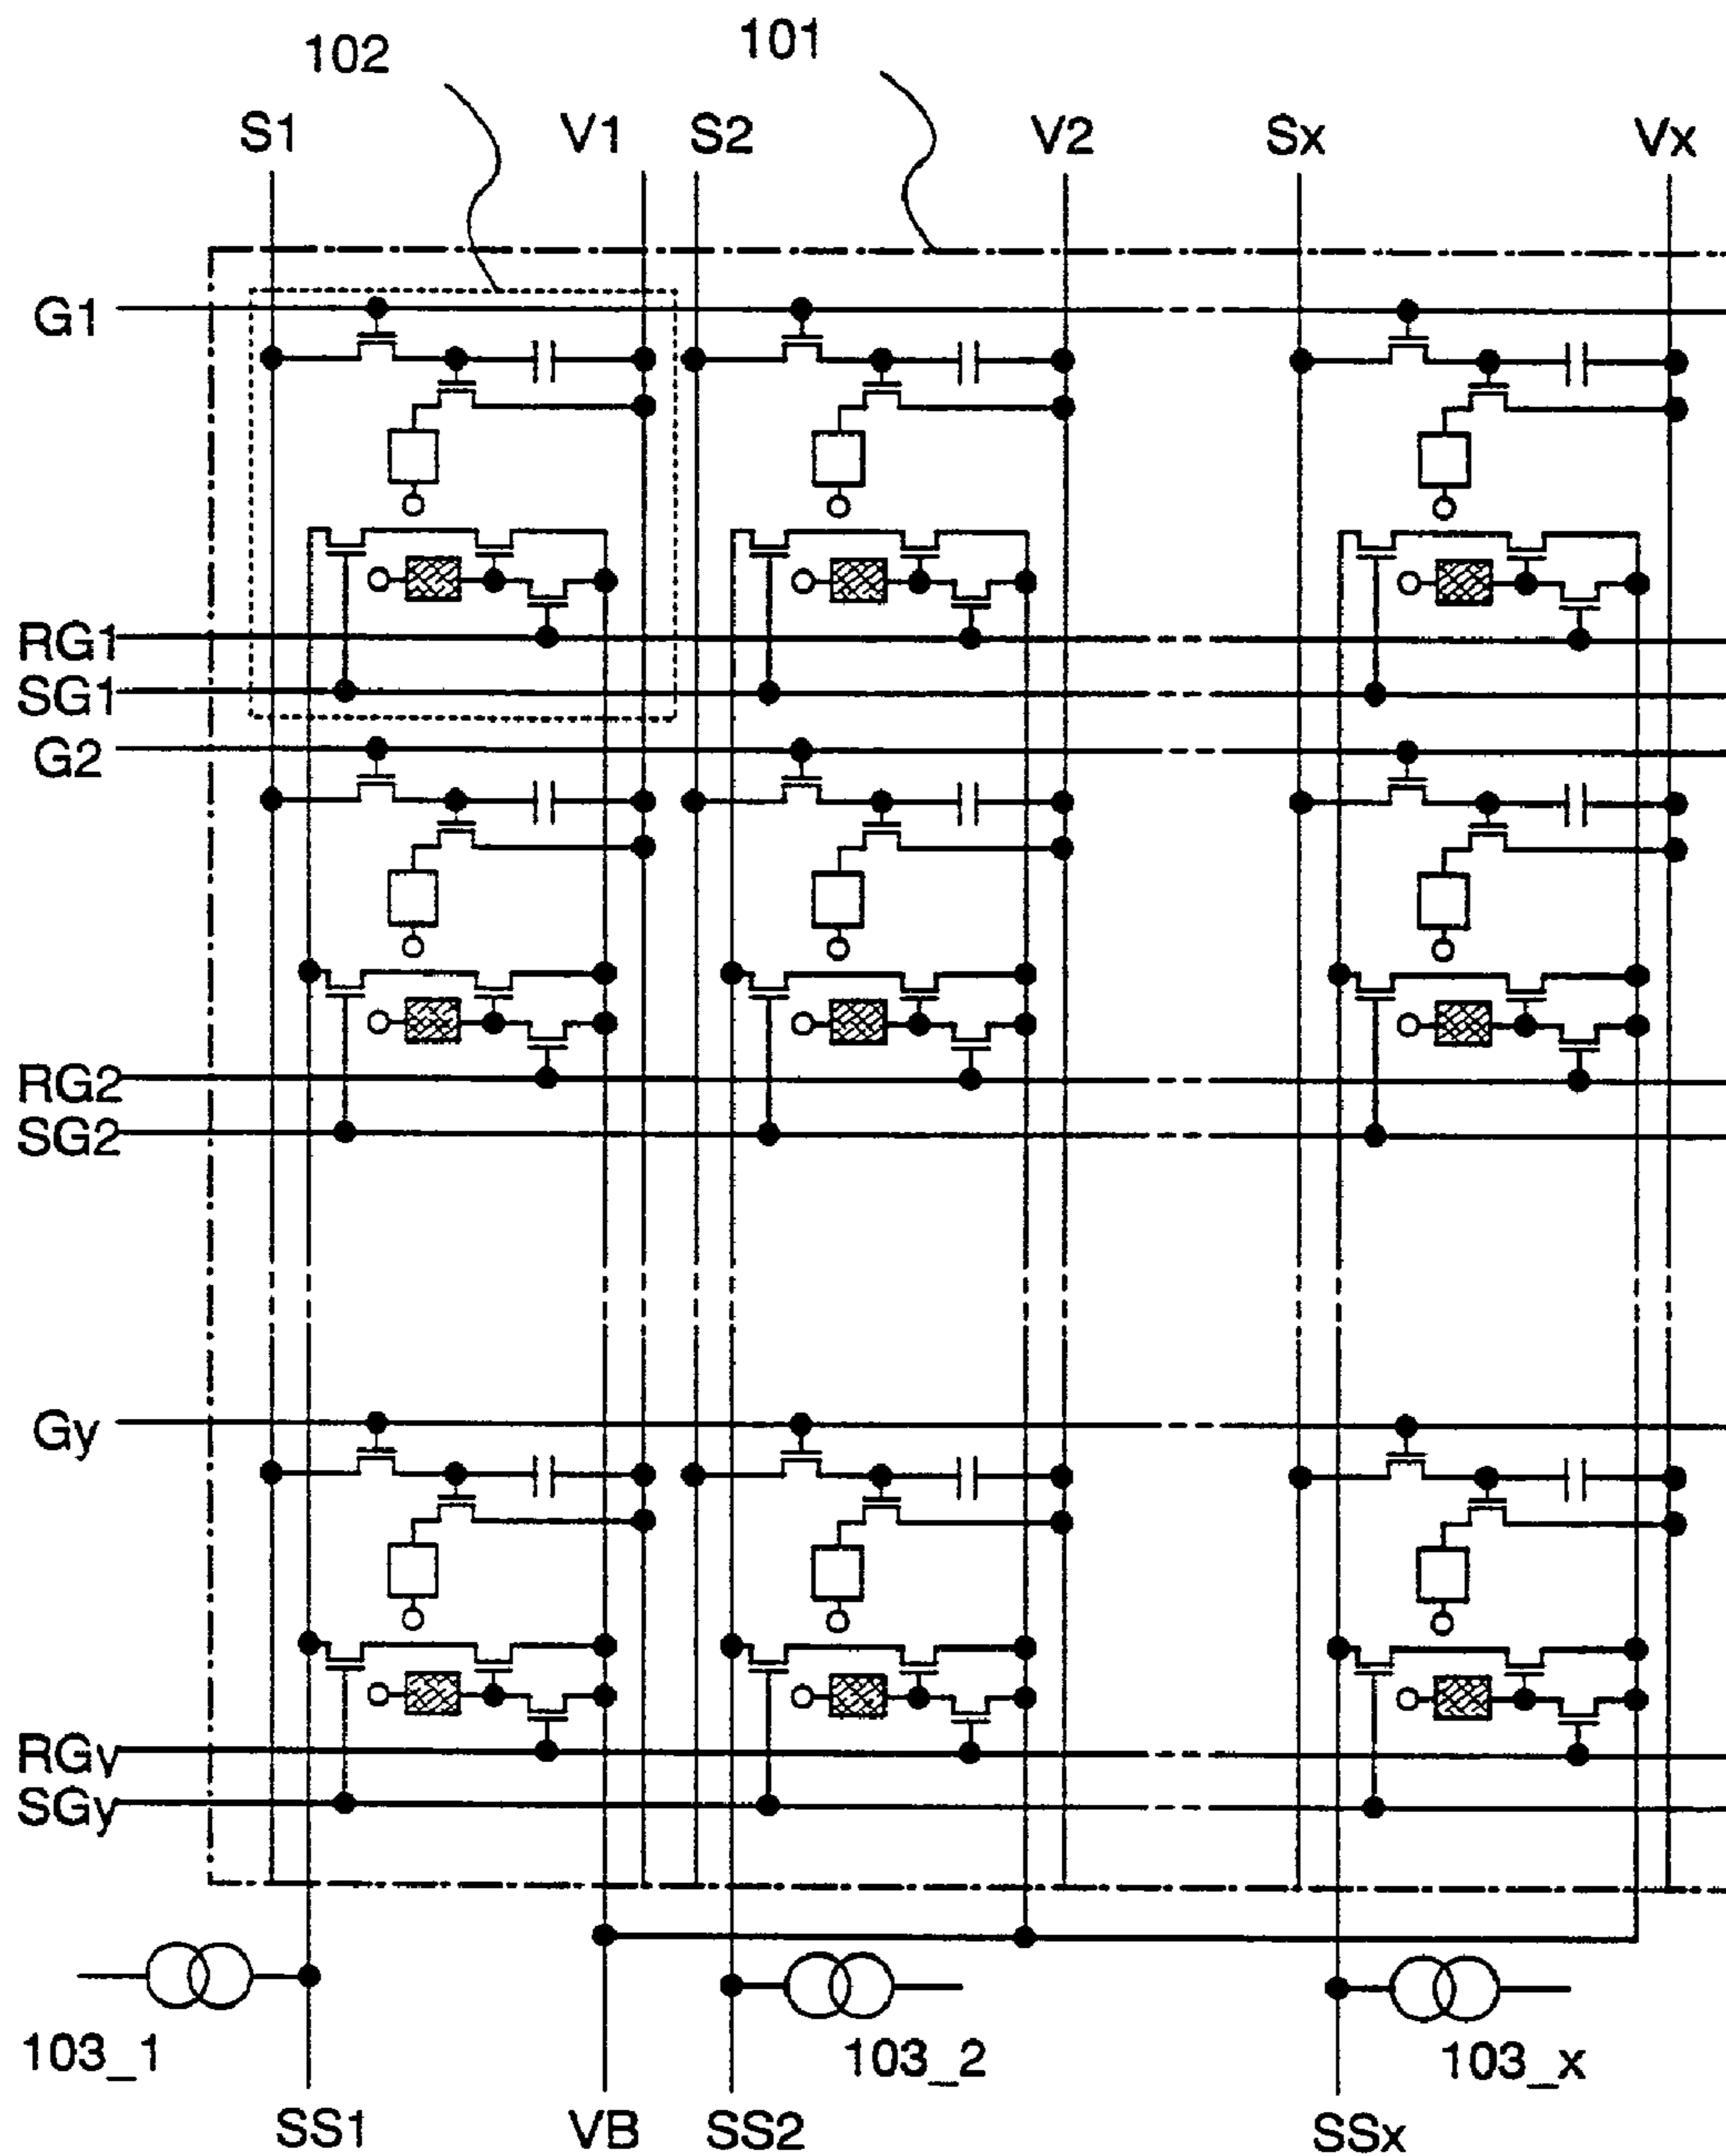 102
101
S1
V1
S2
V2
Sx
Vx
G1
RG1
SG1
G2
RG2
SG2
Gy
RGy
SGy
103_1
103_2
103_x
SS1
VB
SS2
SSx